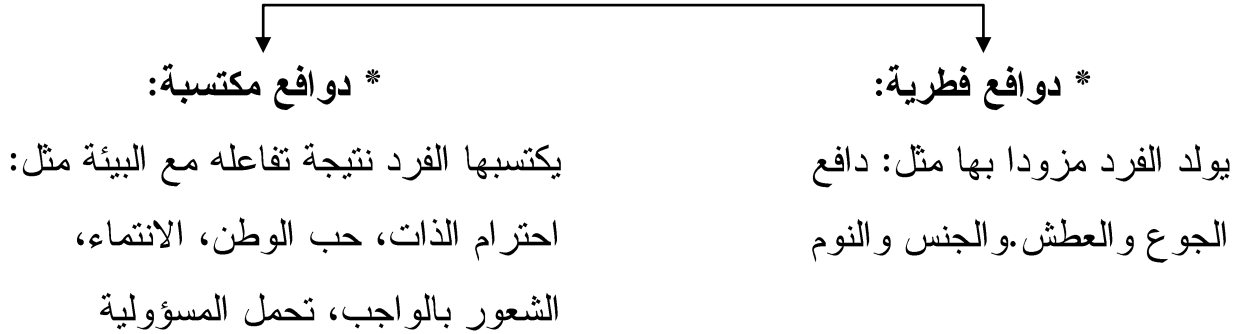 * دوافع فطرية:
يولد الفرد مزودا بها مثل: دافع
الجوع والعطش.والجنس والنوم
* دوافع مكتسبة:
يكتسبها الفرد نتيجة تفاعله مع البيئة مثل:
احترام الذات، حب الوطن، الانتماء،
الشعور بالواجب، تحمل المسؤولية